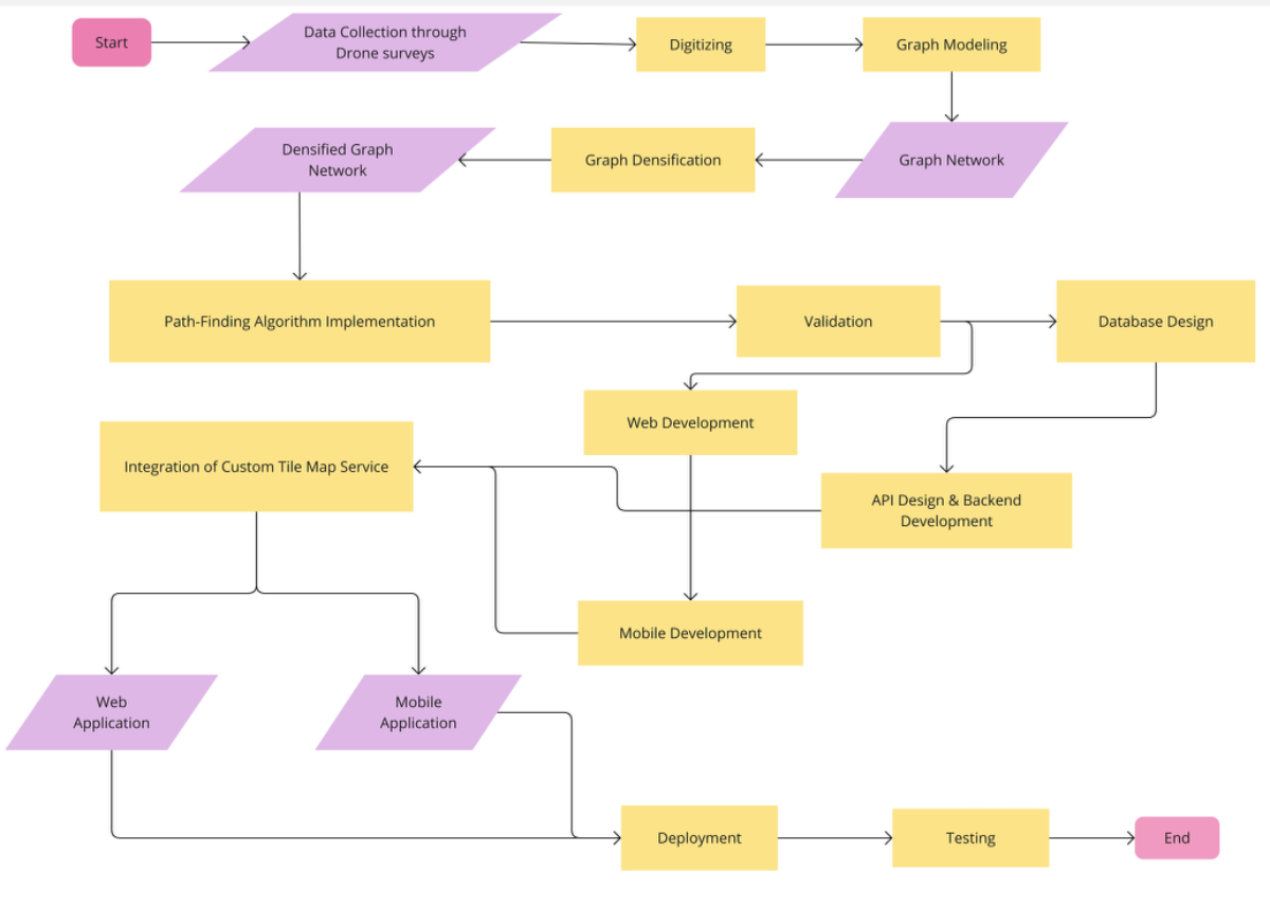 Start
Data Collection through
Drone surveys
Digitizing
Graph Modeling
Densified Graph
Network
Graph Densification
Graph Network
Path-Finding Algorithm Implementation
Validation
Database Design
Web Development
Integration of Custom Tile Map Service
API Design & Backend
Development
Mobile Development
Web
Application
Mobile
Application
Deployment
Testing
End